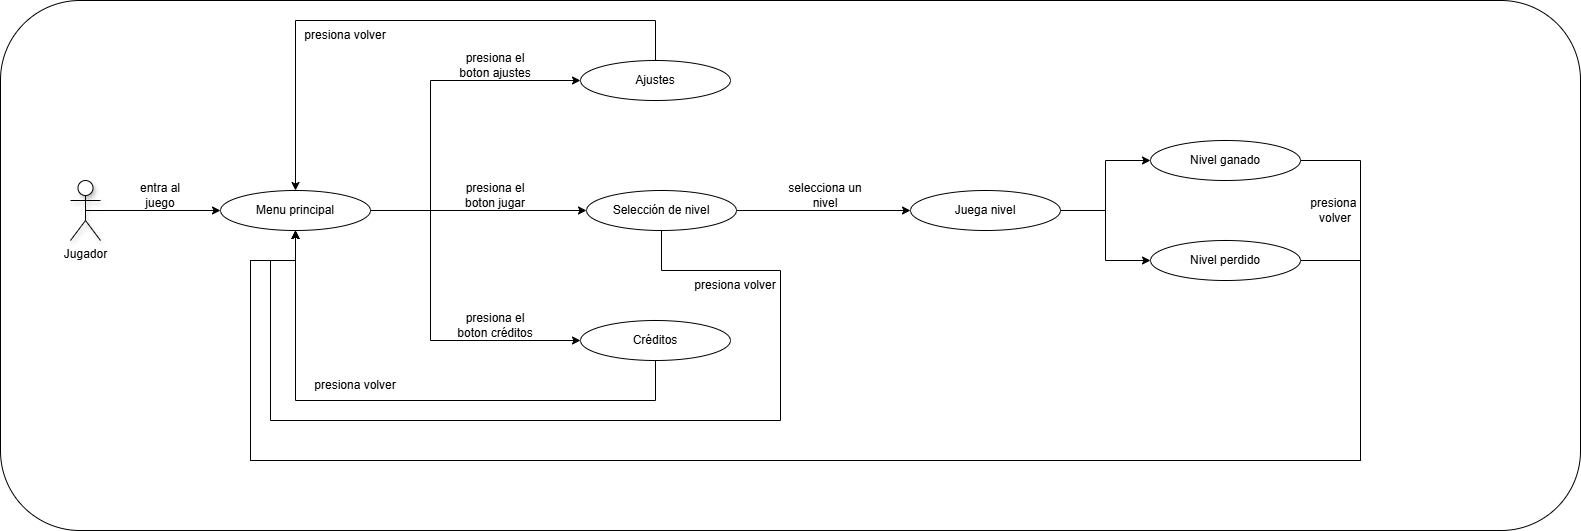 presiona volver
presiona el
boton ajustes
Ajustes
entra al
juego
Jugador
Menu principal
presiona el
boton jugar
Selección de nivel
selecciona un
nivel
Juega nivel
Nivel ganado
presiona
volver
Nivel perdido
presiona volver
presiona el
boton créditos
Créditos
presiona volver